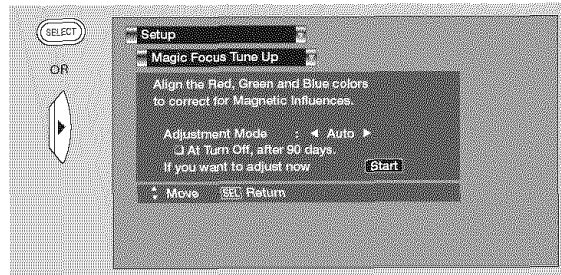 SELECT
OR
Setup
Magic Focus Tune Up
Align the Red, Green and Blue colors
to correct for Magnetic Influences.
Adjustment Mode : ◄ Auto ►
❑ At Turn Off, after 90 days.
If you want to adjust now Start
Move SEL Return